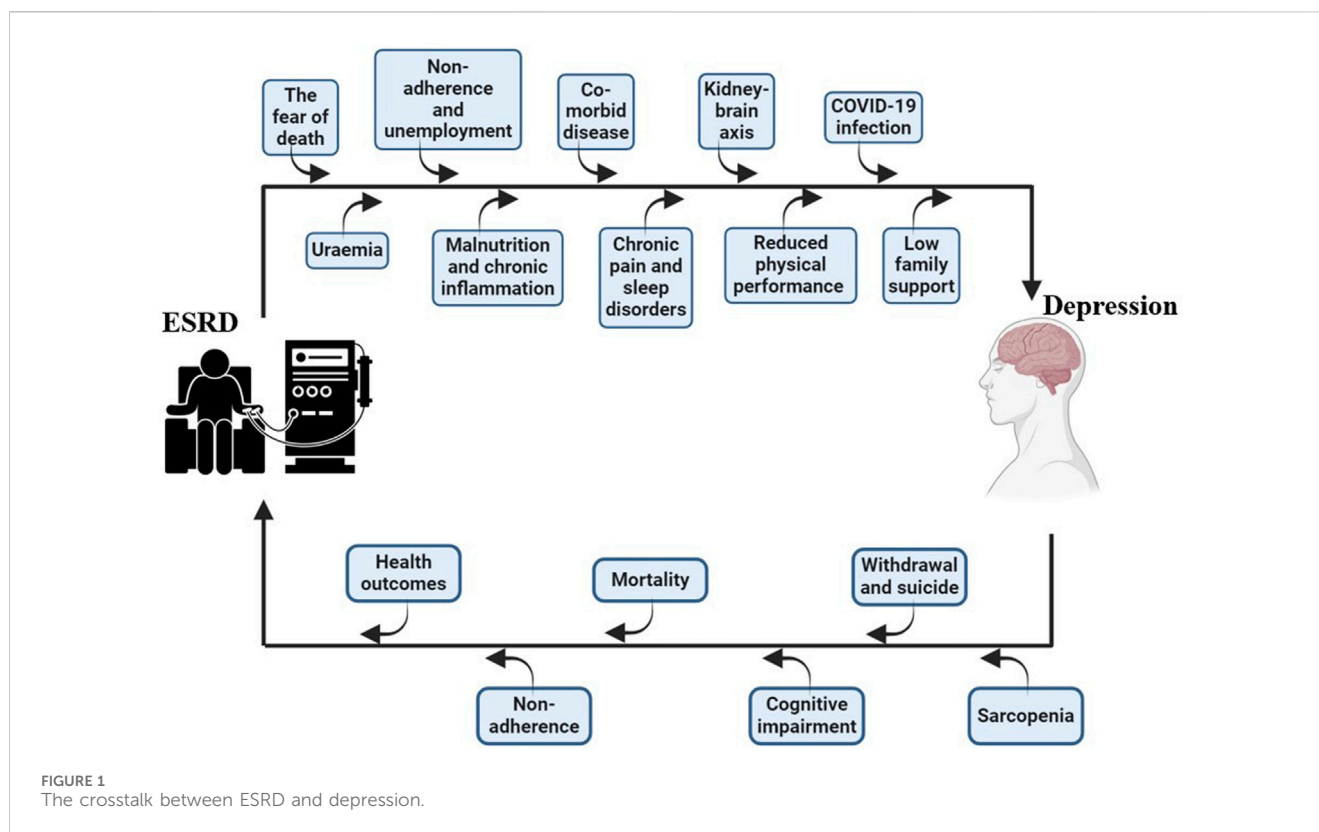 The
fear of
death
Non-
adherence
and
unemployment
Co-
morbid
disease
Kidney-
brain
axis
COVID-19
infection
Uraemia
Malnutrition
and chronic
inflammation
Chronic
pain and
sleep
disorders
Reduced
physical
performance
Low
family
support
ESRD
Depression
Health
outcomes
Mortality
Withdrawal
and suicide
Non-
adherence
Cognitive
impairment
Sarcopenia
FIGURE 1
The crosstalk between ESRD and depression.